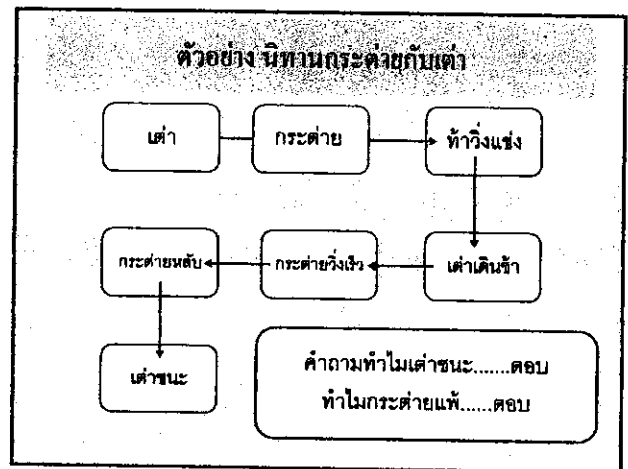 ตัวอย่าง นิทานกระต่ายกับเต่า
เต่า
กระต่าย
ท้าวิ่งแข่ง
เต่าเดินช้า
กระต่ายวิ่งเร็ว
กระต่ายหลับ
เต่าชนะ
คำถามทำไมเต่าชนะ.......ตอบ
ทำไมกระต่ายแพ้......ตอบ